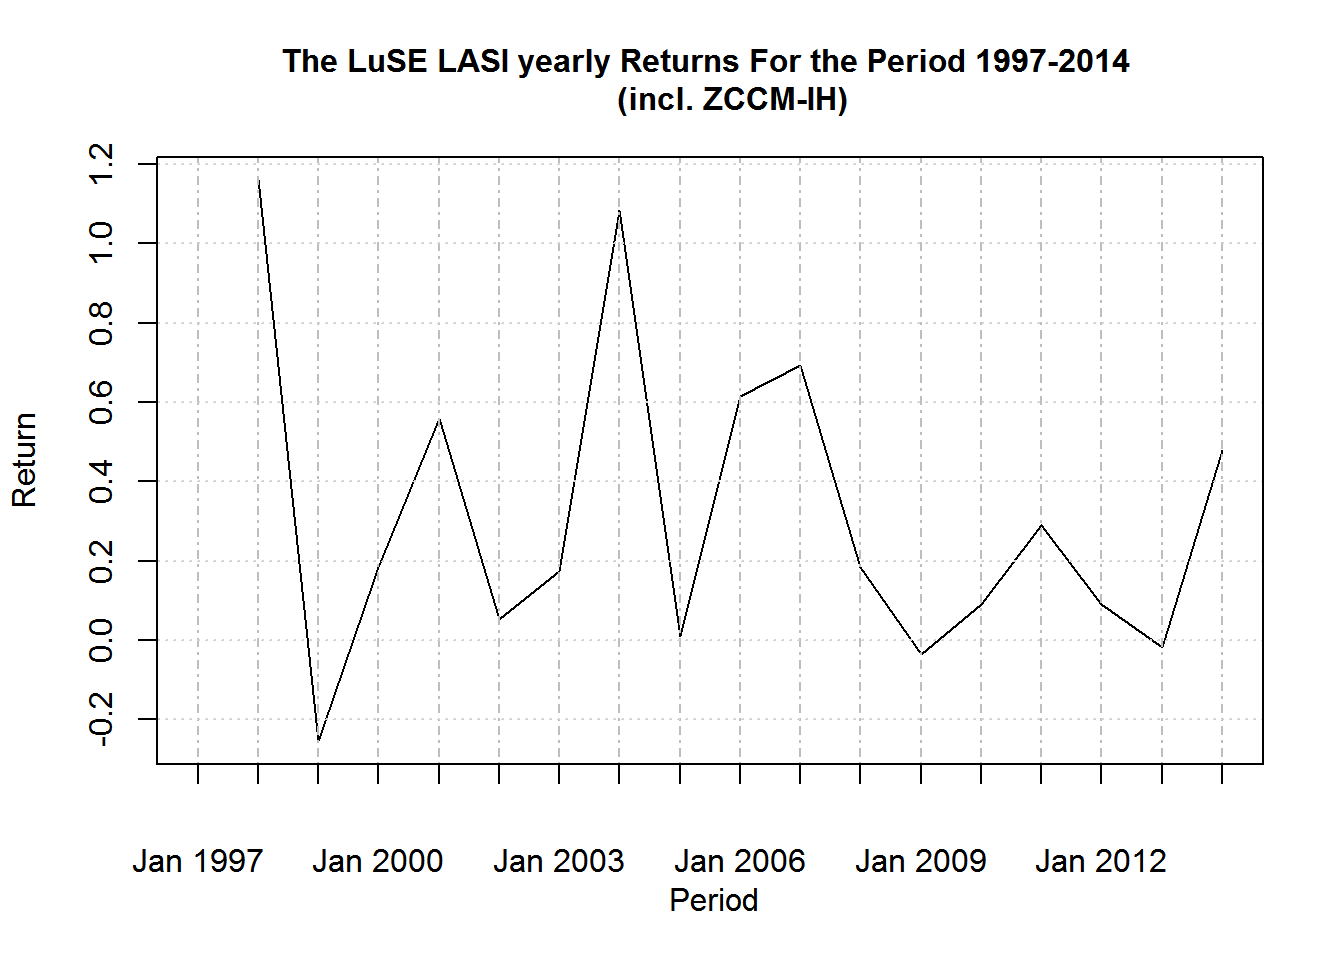 The LuSE LASI yearly Returns For the Period 1997-2014
(incl. ZCCM-IH)
1.2
1.0
0.8
0.6
0.4
0.2
0.0
-0.2
Return
Jan 1997 Jan 2000 Jan 2003 Jan 2006 Jan 2009 Jan 2012
Period